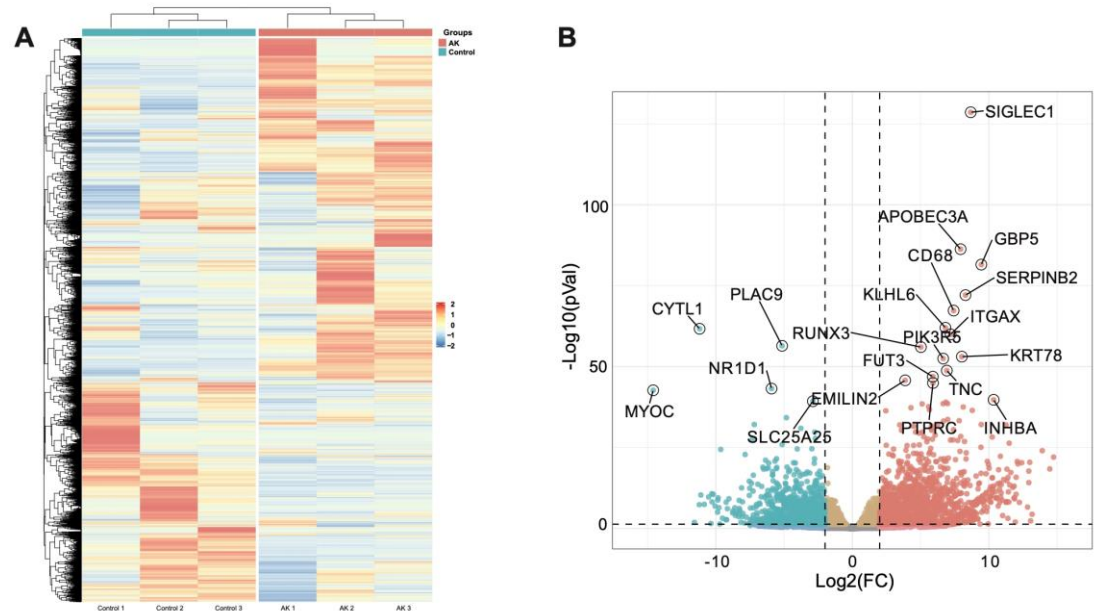 A
Groups
AK
Control
2
1
0
−1
−2
Control 1
Control 2
Control 3
AK 1
AK 2
AK 3
B
-Log10(pVal)
100
50
0
SIGLEC1
APOBEC3A
GBP5
CD68
SERPINB2
PLAC9
KLHL6
CYTL1
ITGAX
RUNX3
PIK3R5
KRT78
NR1D1
FUT3
EMILIN2
TNC
MYOC
SLC25A25
PTPRC
INHBA
-10
0
10
Log2(FC)